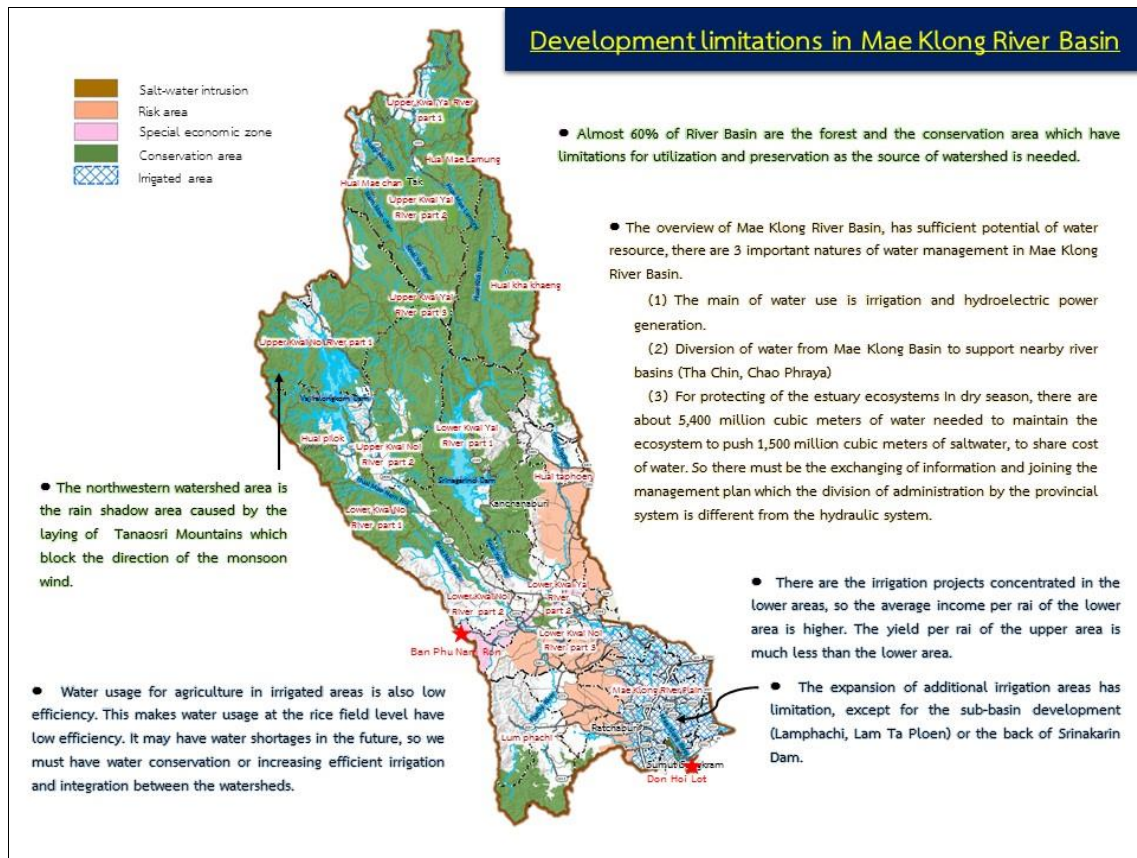 Development limitations in Mae Klong River Basin
Salt-water intrusion
Risk area
Special economic zone
Conservation area
Irrigated area
● Almost 60% of River Basin are the forest and the conservation area which have
limitations for utilization and preservation as the source of watershed is needed.
● The overview of Mae Klong River Basin, has sufficient potential of water
resource, there are 3 important natures of water management in Mae Klong
River Basin.
(1) The main of water use is irrigation and hydroelectric power
generation.
(2) Diversion of water from Mae Klong Basin to support nearby river
basins (Tha Chin, Chao Phraya)
(3) For protecting of the estuary ecosystems In dry season, there are
about 5,400 million cubic meters of water needed to maintain the
ecosystem to push 1,500 million cubic meters of saltwater, to share cost
of water. So there must be the exchanging of information and joining the
management plan which the division of administration by the provincial
system is different from the hydraulic system.
● The northwestern watershed area is
the rain shadow area caused by the
laying of Tanaosri Mountains which
block the direction of the monsoon
wind.
● There are the irrigation projects concentrated in the
lower areas, so the average income per rai of the lower
area is higher. The yield per rai of the upper area is
much less than the lower area.
● Water usage for agriculture in irrigated areas is also low
efficiency. This makes water usage at the rice field level have
low efficiency. It may have water shortages in the future, so we
must have water conservation or increasing efficient irrigation
and integration between the watersheds.
● The expansion of additional irrigation areas has
limitation, except for the sub-basin development
(Lamphachi, Lam Ta Ploen) or the back of Srinakarin
Dam.
Upper Kwai Yai River
part 1
Huai Mae Lamung
Huai Mae chan
Tak
Upper Kwai Yai
River part 2
Huai kha khaeng
Upper Kwai Yai
River part 3
Upper Kwai Noi River part 1
Huai pilok
Upper Kwai Noi
River part 2
Lower Kwai Yai
River part 1
Srinagarind Dam
Huai taphoen
Kanchanaburi
Lower Kwai Noi
River part 1
Lower Kwai Yai
River
part 2
Lower Kwai Noi
River part 2
Ban Phu Nam Ron
Lower Kwai Noi
River part 3
Mae Klong River Plain
Ratchaburi
Lum phachi
Don Hoi Lot